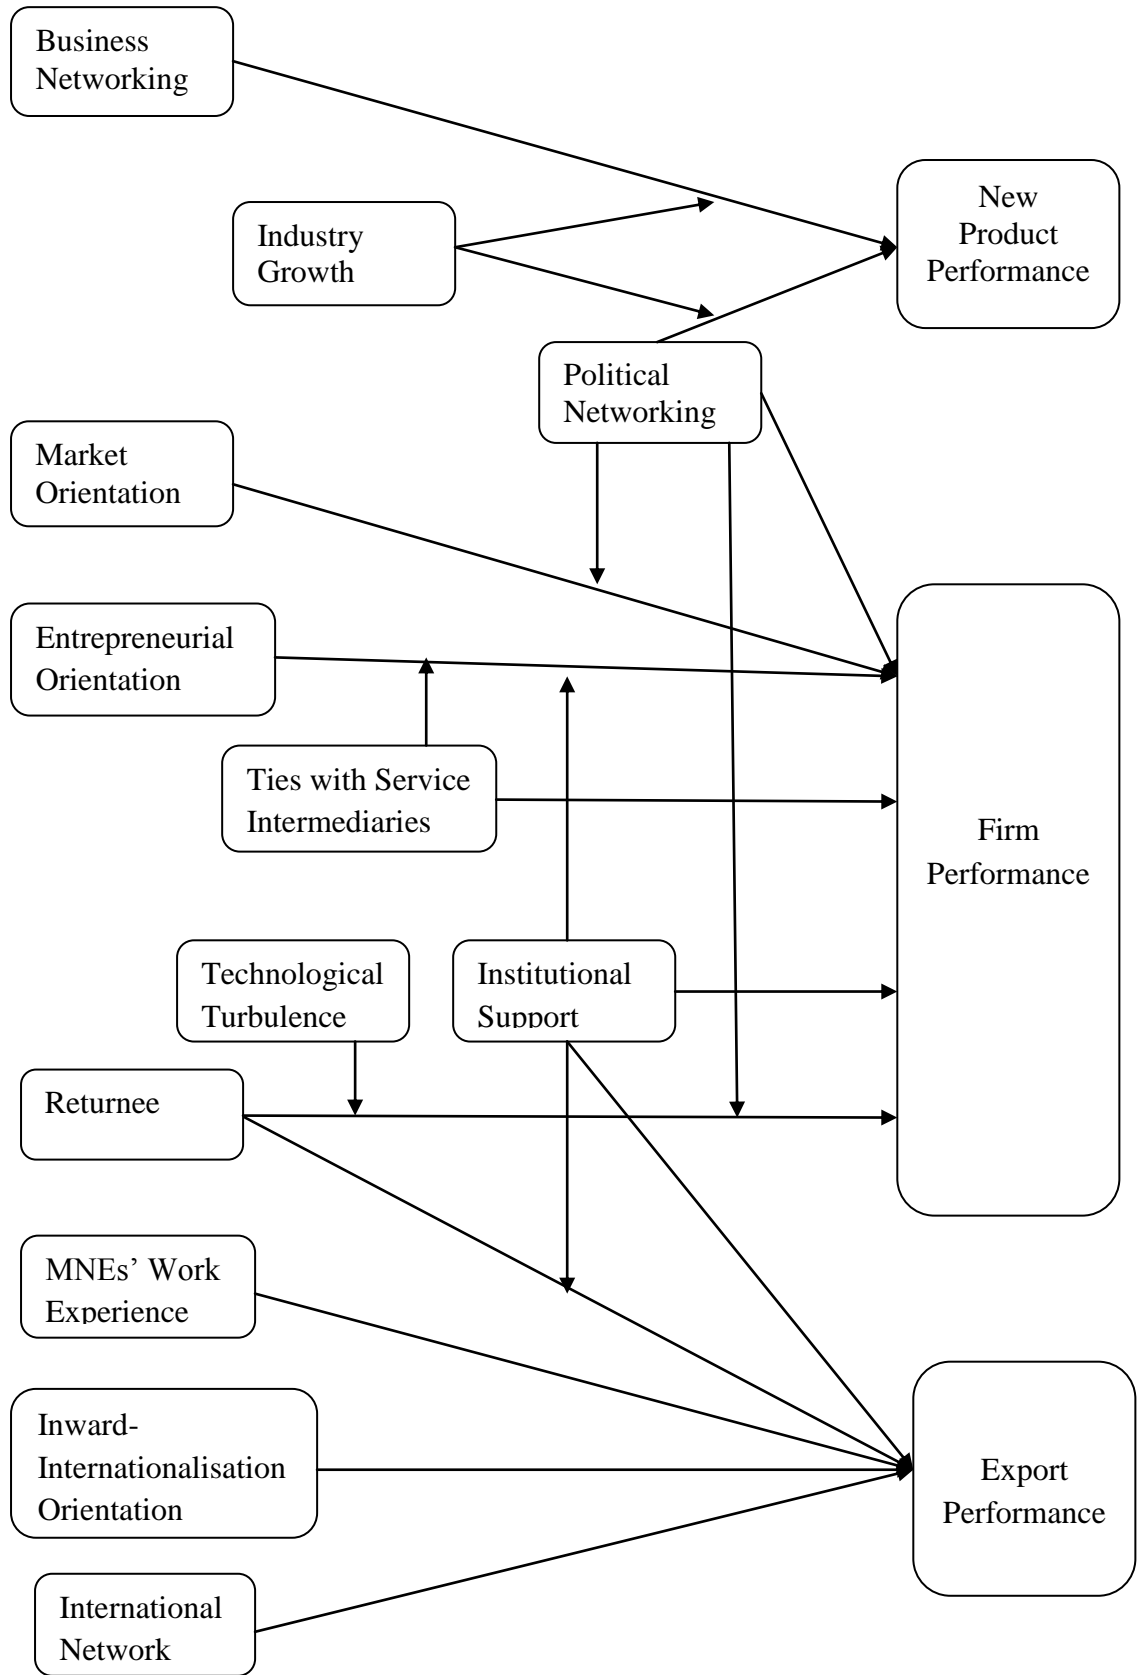 Business
Networking
New
Product
Performance
Industry
Growth
Political
Networking
Market
Orientation
Entrepreneurial
Orientation
Ties with Service
Intermediaries
Firm
Performance
Technological
Turbulence
Institutional
Support
Returnee
MNEs’ Work
Experience
Inward-
Internationalisation
Orientation
Export
Performance
International
Network